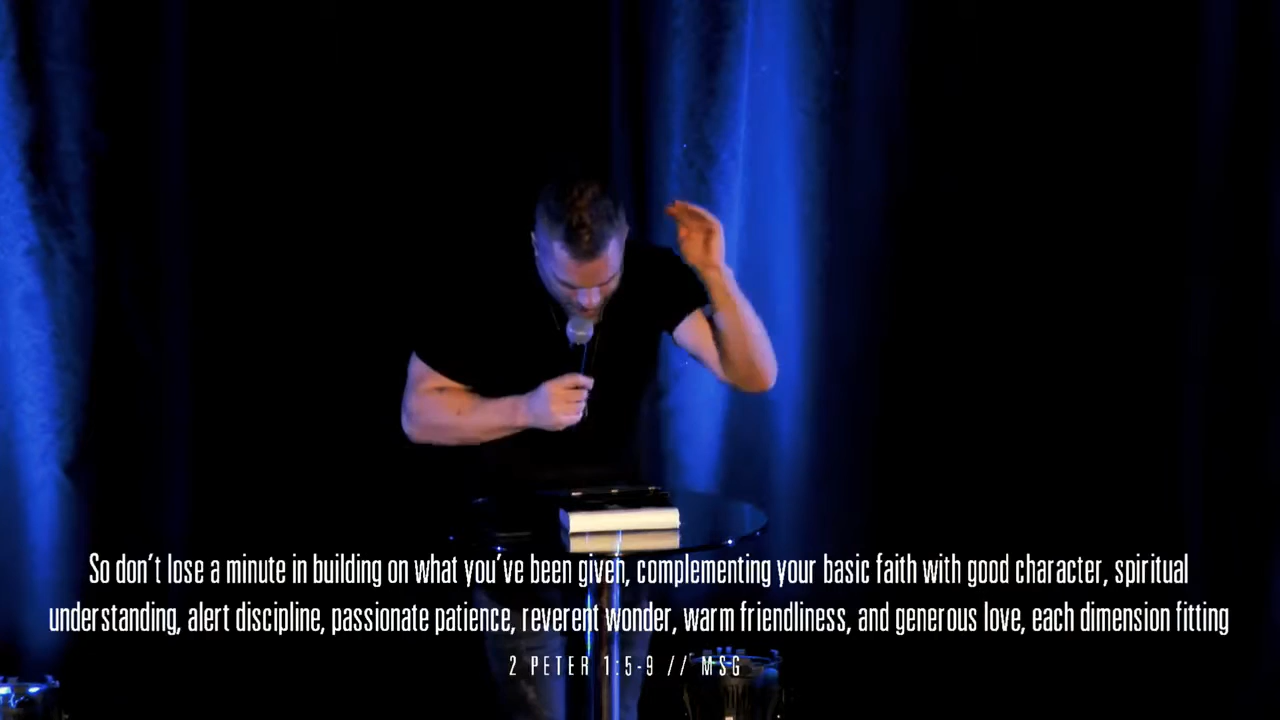 So don't lose a minute in building on what you've been given, complementing your basic faith with good character, spiritual
understanding, alert discipline, passionate patience, reverent wonder, warm friendliness, and generous love, each dimension fitting
2 PETER 1:5-9 // MSG